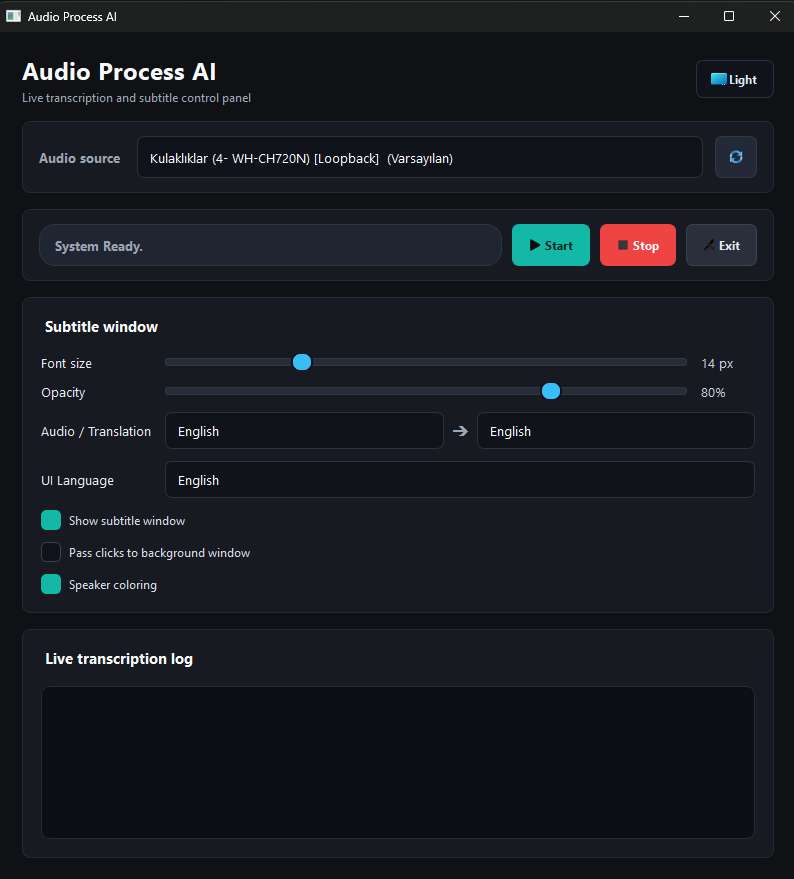 Audio Process AI
Audio Process AI
Live transcription and subtitle control panel
Light
Audio source
Kulaklıklar (4- WH-CH720N) [Loopback]  (Varsayılan)
System Ready.
Start
Stop
Exit
Subtitle window
Font size
14 px
Opacity
80%
Audio / Translation
English
→
English
UI Language
English
Show subtitle window
Pass clicks to background window
Speaker coloring
Live transcription log